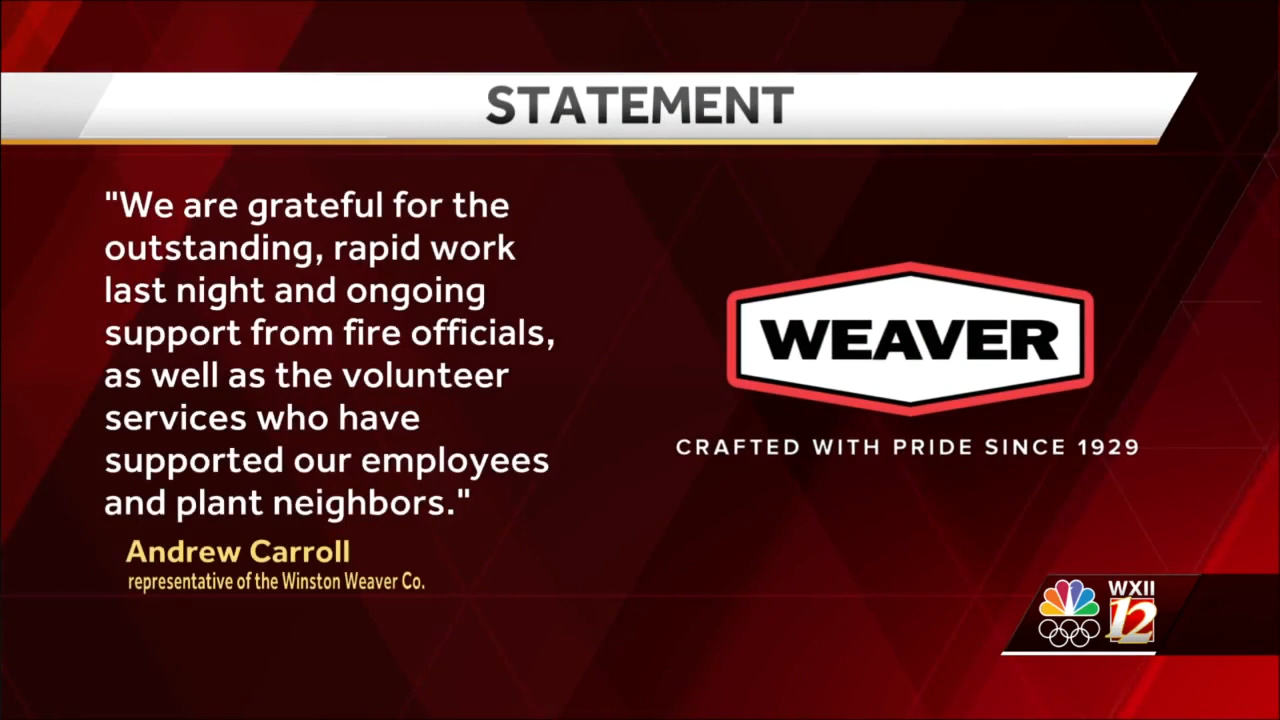 STATEMENT
"We are grateful for the
outstanding, rapid work
last night and ongoing
support from fire officials,
as well as the volunteer
services who have
supported our employees
and plant neighbors."
Andrew Carroll
representative of the Winston Weaver Co.
WEAVER
CRAFTED WITH PRIDE SINCE 1929
WXII
12